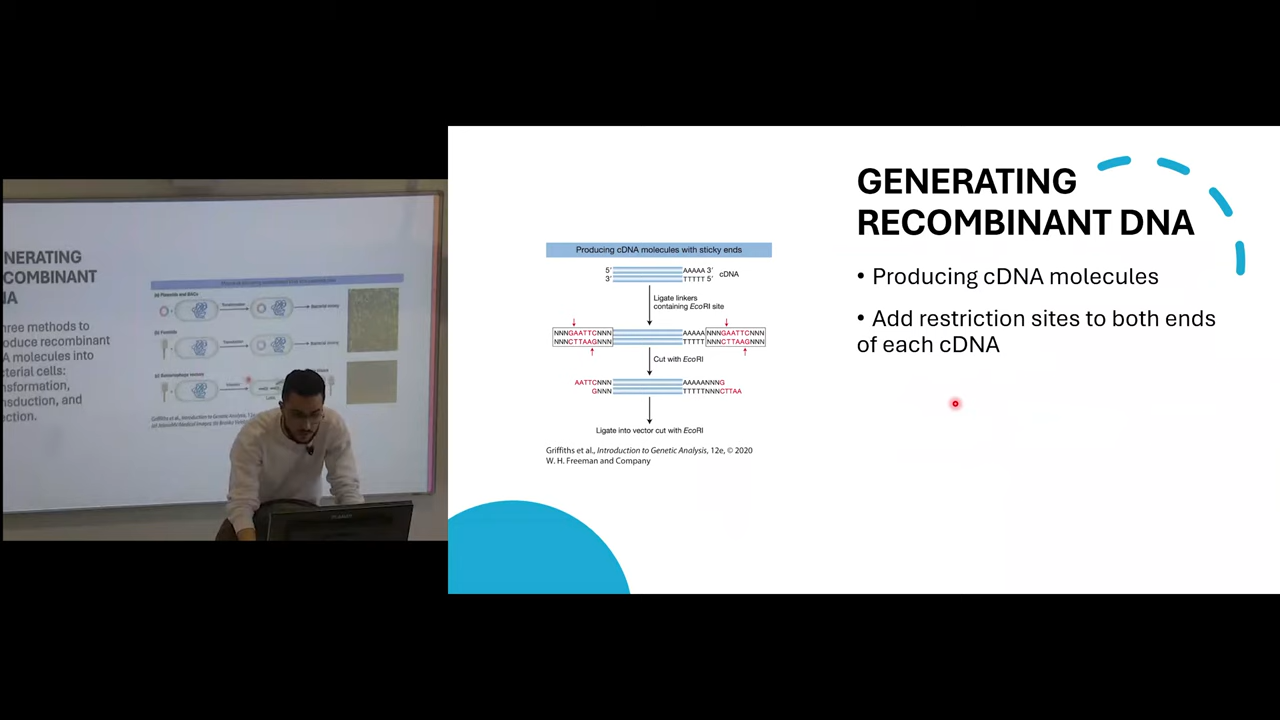 NERATING
COMBINANT
A
hree methods to
oduce recombinant
A molecules into
terial cells:
nsformation,
nsduction, and
ection.
GENERATING
RECOMBINANT DNA
• Producing cDNA molecules
• Add restriction sites to both ends
of each cDNA
Producing cDNA molecules with sticky ends
5′ AAAAA 3′
3′ TTTTT 5′
cDNA
Ligate linkers
containing EcoRI site
NNNGAATTCNNN AAAAA NNNGAATTCNNN
NNNCTTAAGNNN TTTTT NNNCTTAAGNNN
Cut with EcoRI
AATTCNNN AAAAANNNG
GNNN TTTTTNNNCTTAA
Ligate into vector cut with EcoRI
Griffiths et al., Introduction to Genetic Analysis, 12e, © 2020
W. H. Freeman and Company